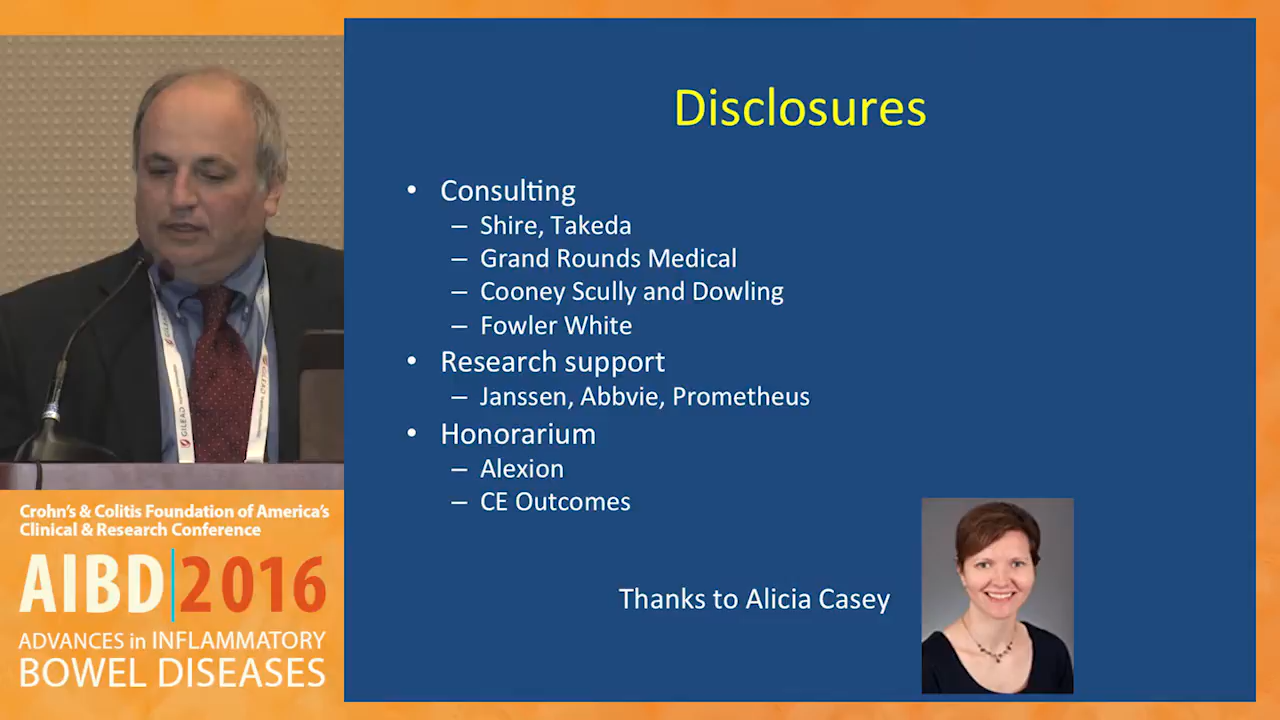 Disclosures
• Consulting
– Shire, Takeda
– Grand Rounds Medical
– Cooney Scully and Dowling
– Fowler White
• Research support
– Janssen, Abbvie, Prometheus
• Honorarium
– Alexion
– CE Outcomes
Thanks to Alicia Casey
GILEAD
GILEAD
Crohn's & Colitis Foundation of America's
Clinical & Research Conference
AIBD|2016
ADVANCES in INFLAMMATORY
BOWEL DISEASES